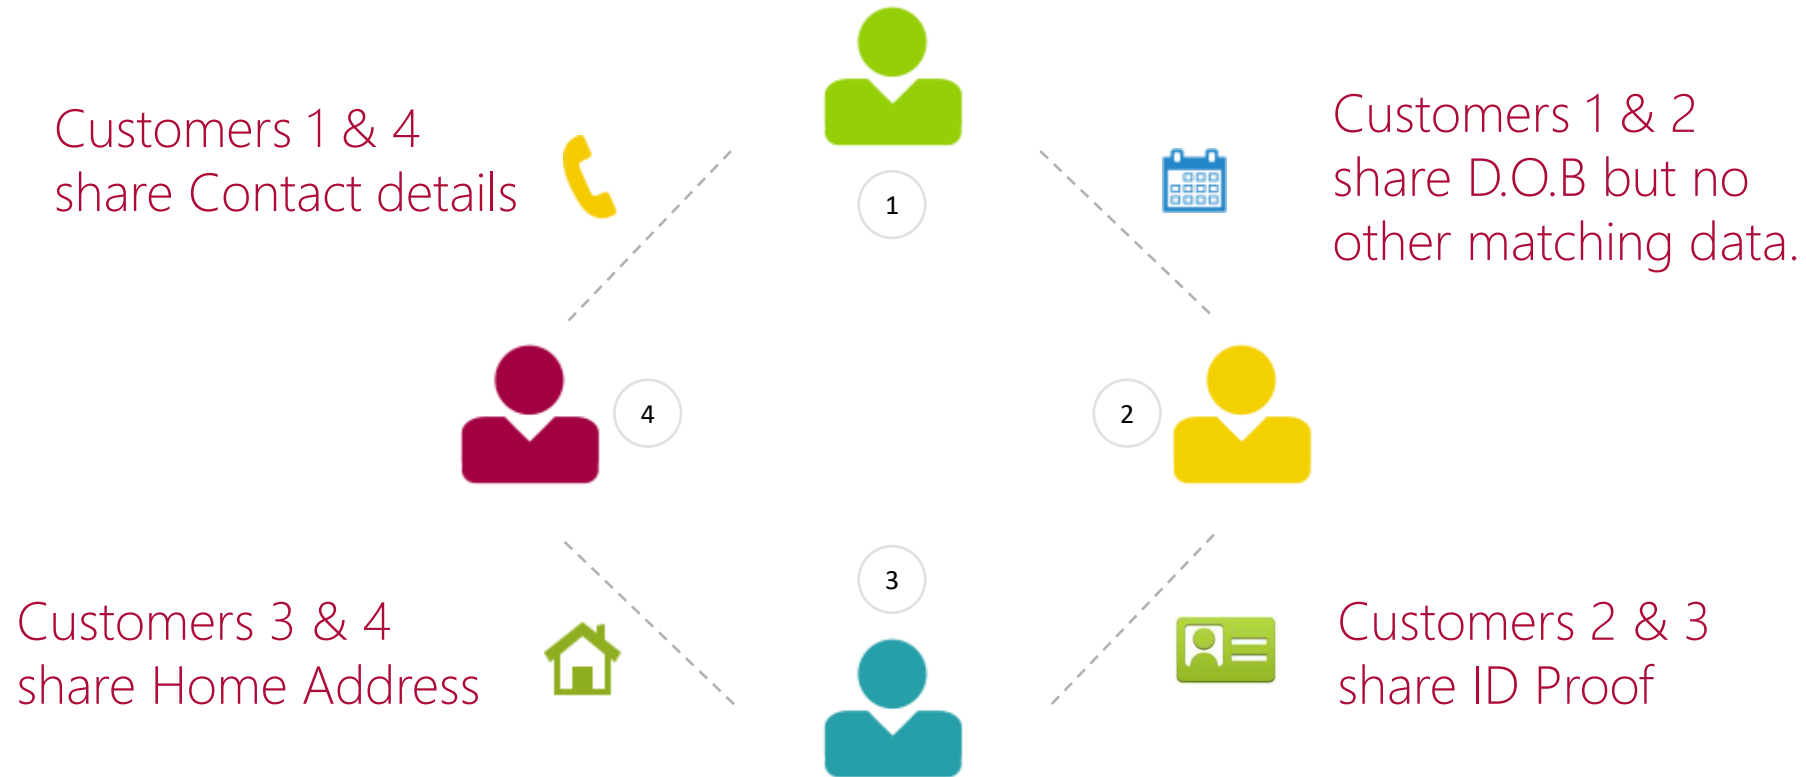 Customers 1 & 4
share Contact details
Customers 1 & 2
share D.O.B but no
other matching data.
1
4
2
3
Customers 3 & 4
share Home Address
Customers 2 & 3
share ID Proof